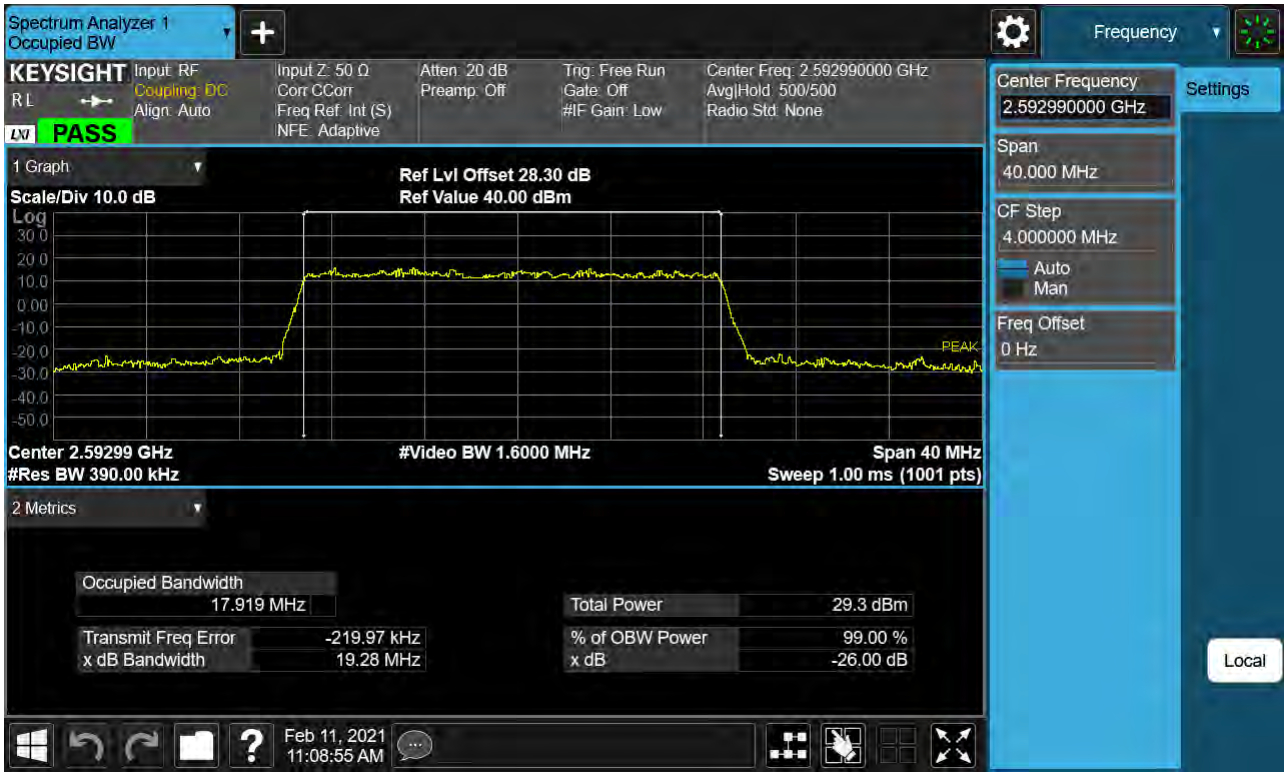 Spectrum Analyzer 1
Occupied BW
+
Frequency
KEYSIGHT
RL
LXI
PASS
Input: RF
Coupling: DC
Align: Auto
Input Z: 50 Ω
Corr CCorr
Freq Ref: Int (S)
NFE: Adaptive
Atten: 20 dB
Preamp: Off
Trig: Free Run
Gate: Off
#IF Gain: Low
Center Freq: 2.592990000 GHz
Avg|Hold: 500/500
Radio Std: None
Center Frequency
2.592990000 GHz
Settings
Span
40.000 MHz
CF Step
4.000000 MHz
Auto
Man
Freq Offset
0 Hz
1 Graph
Scale/Div 10.0 dB
Ref Lvl Offset 28.30 dB
Ref Value 40.00 dBm
Log
30.0
20.0
10.0
0.00
-10.0
-20.0
-30.0
-40.0
-50.0
PEAK
Center 2.59299 GHz
#Video BW 1.6000 MHz
Span 40 MHz
#Res BW 390.00 kHz
Sweep 1.00 ms (1001 pts)
2 Metrics
Occupied Bandwidth
17.919 MHz
Total Power 29.3 dBm
Transmit Freq Error -219.97 kHz
% of OBW Power 99.00 %
x dB Bandwidth 19.28 MHz
x dB -26.00 dB
Local
?
Feb 11, 2021
11:08:55 AM